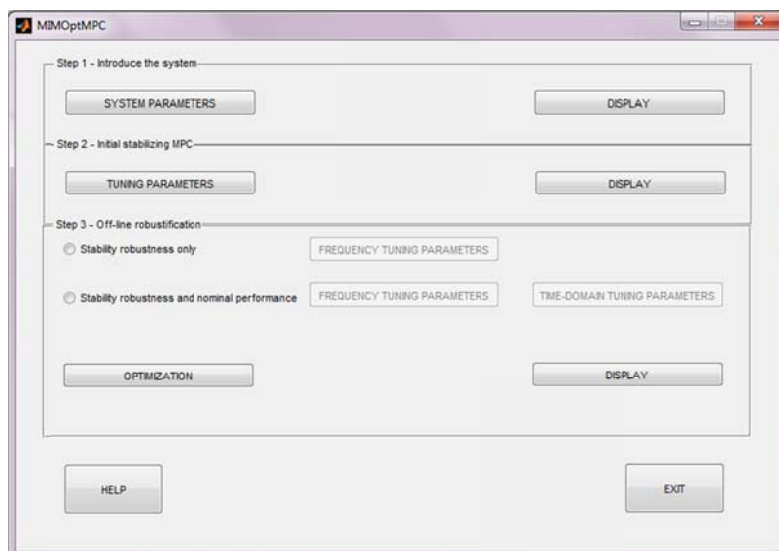 MIMOptMPC
Step 1 - Introduce the system
SYSTEM PARAMETERS DISPLAY
Step 2 - Initial stabilizing MPC
TUNING PARAMETERS DISPLAY
Step 3 - Off-line robustification
Stability robustness only FREQUENCY TUNING PARAMETERS
Stability robustness and nominal performance FREQUENCY TUNING PARAMETERS TIME-DOMAIN TUNING PARAMETERS
OPTIMIZATION DISPLAY
HELP EXIT